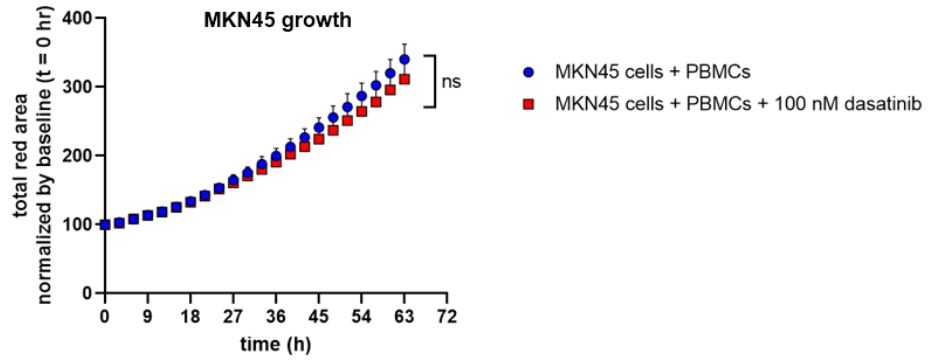 MKN45 growth
total red area
normalized by baseline (t = 0 hr)
400
300
200
100
0
0 9 18 27 36 45 54 63 72
time (h)
ns
MKN45 cells + PBMCs
MKN45 cells + PBMCs + 100 nM dasatinib